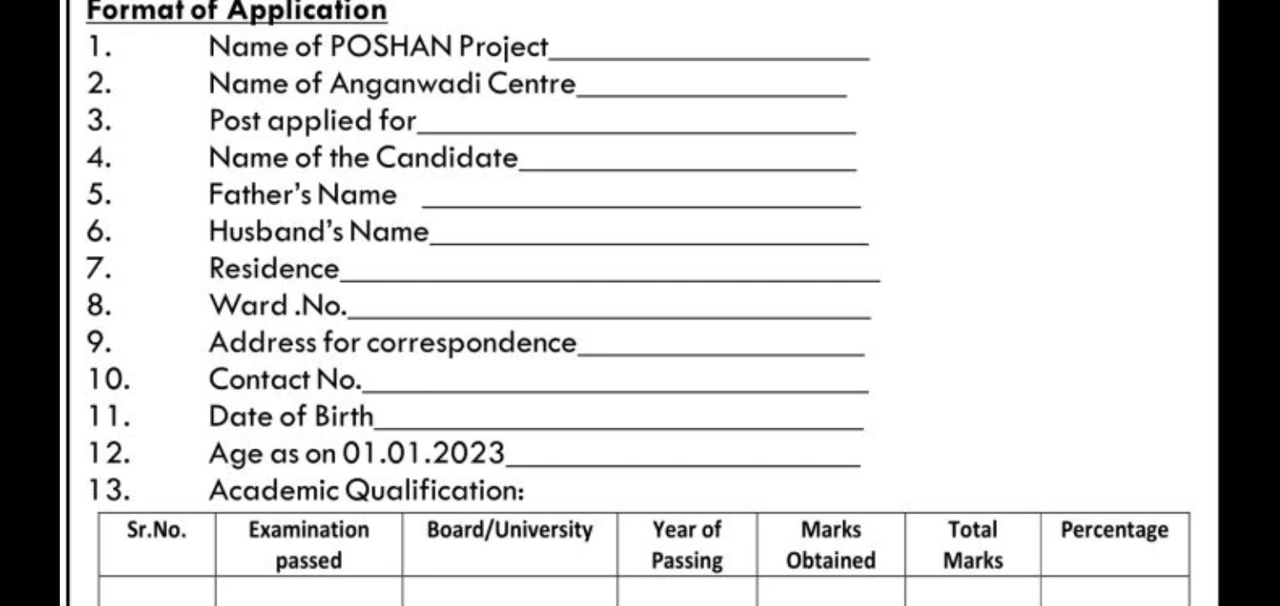 Format of Application
1. Name of POSHAN Project
2. Name of Anganwadi Centre
3. Post applied for
4. Name of the Candidate
5. Father's Name
6. Husband's Name
7. Residence
8. Ward .No.
9. Address for correspondence
10. Contact No.
11. Date of Birth
12. Age as on 01.01.2023
13. Academic Qualification:
Sr.No. Examination passed Board/University Year of Passing Marks Obtained Total Marks Percentage